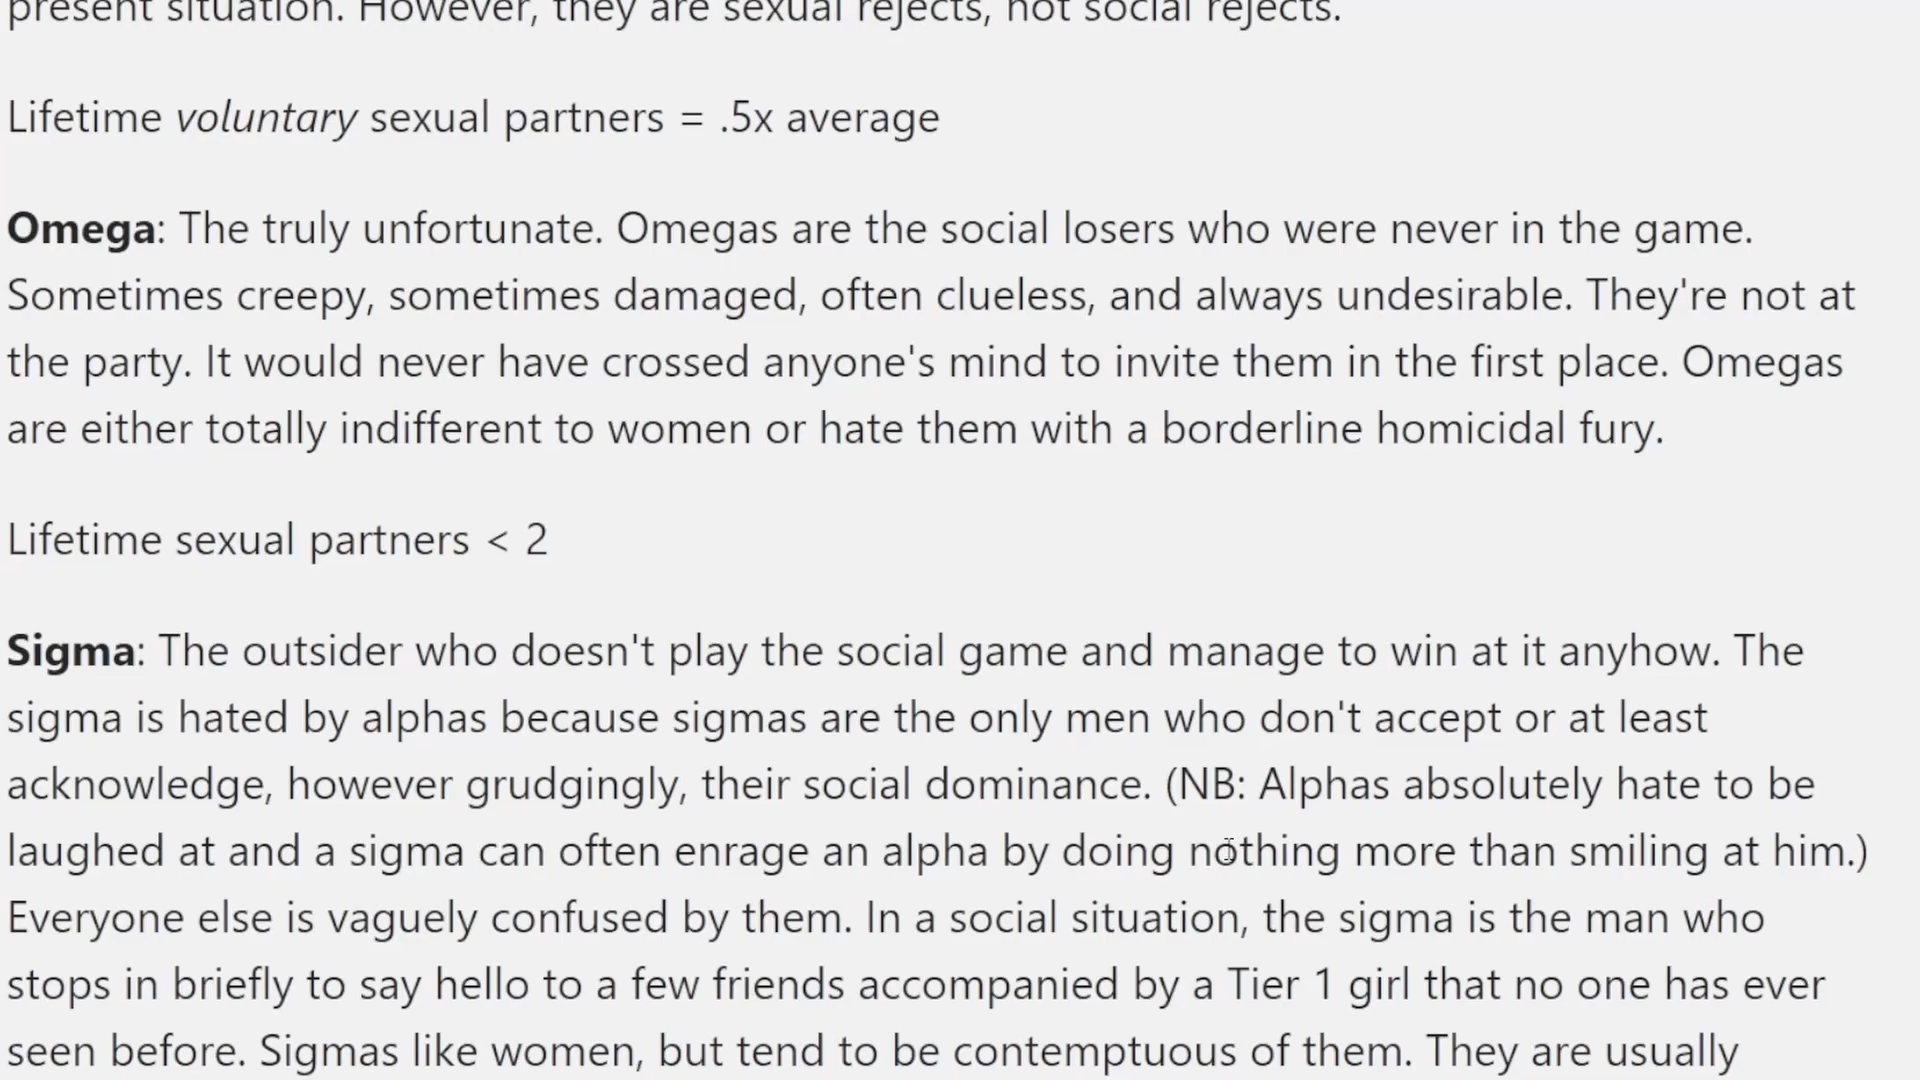 present situation. However, they are sexual rejects, not social rejects.
Lifetime voluntary sexual partners = .5x average
Omega: The truly unfortunate. Omegas are the social losers who were never in the game.
Sometimes creepy, sometimes damaged, often clueless, and always undesirable. They're not at
the party. It would never have crossed anyone's mind to invite them in the first place. Omegas
are either totally indifferent to women or hate them with a borderline homicidal fury.
Lifetime sexual partners < 2
Sigma: The outsider who doesn't play the social game and manage to win at it anyhow. The
sigma is hated by alphas because sigmas are the only men who don't accept or at least
acknowledge, however grudgingly, their social dominance. (NB: Alphas absolutely hate to be
laughed at and a sigma can often enrage an alpha by doing nothing more than smiling at him.)
Everyone else is vaguely confused by them. In a social situation, the sigma is the man who
stops in briefly to say hello to a few friends accompanied by a Tier 1 girl that no one has ever
seen before. Sigmas like women, but tend to be contemptuous of them. They are usually